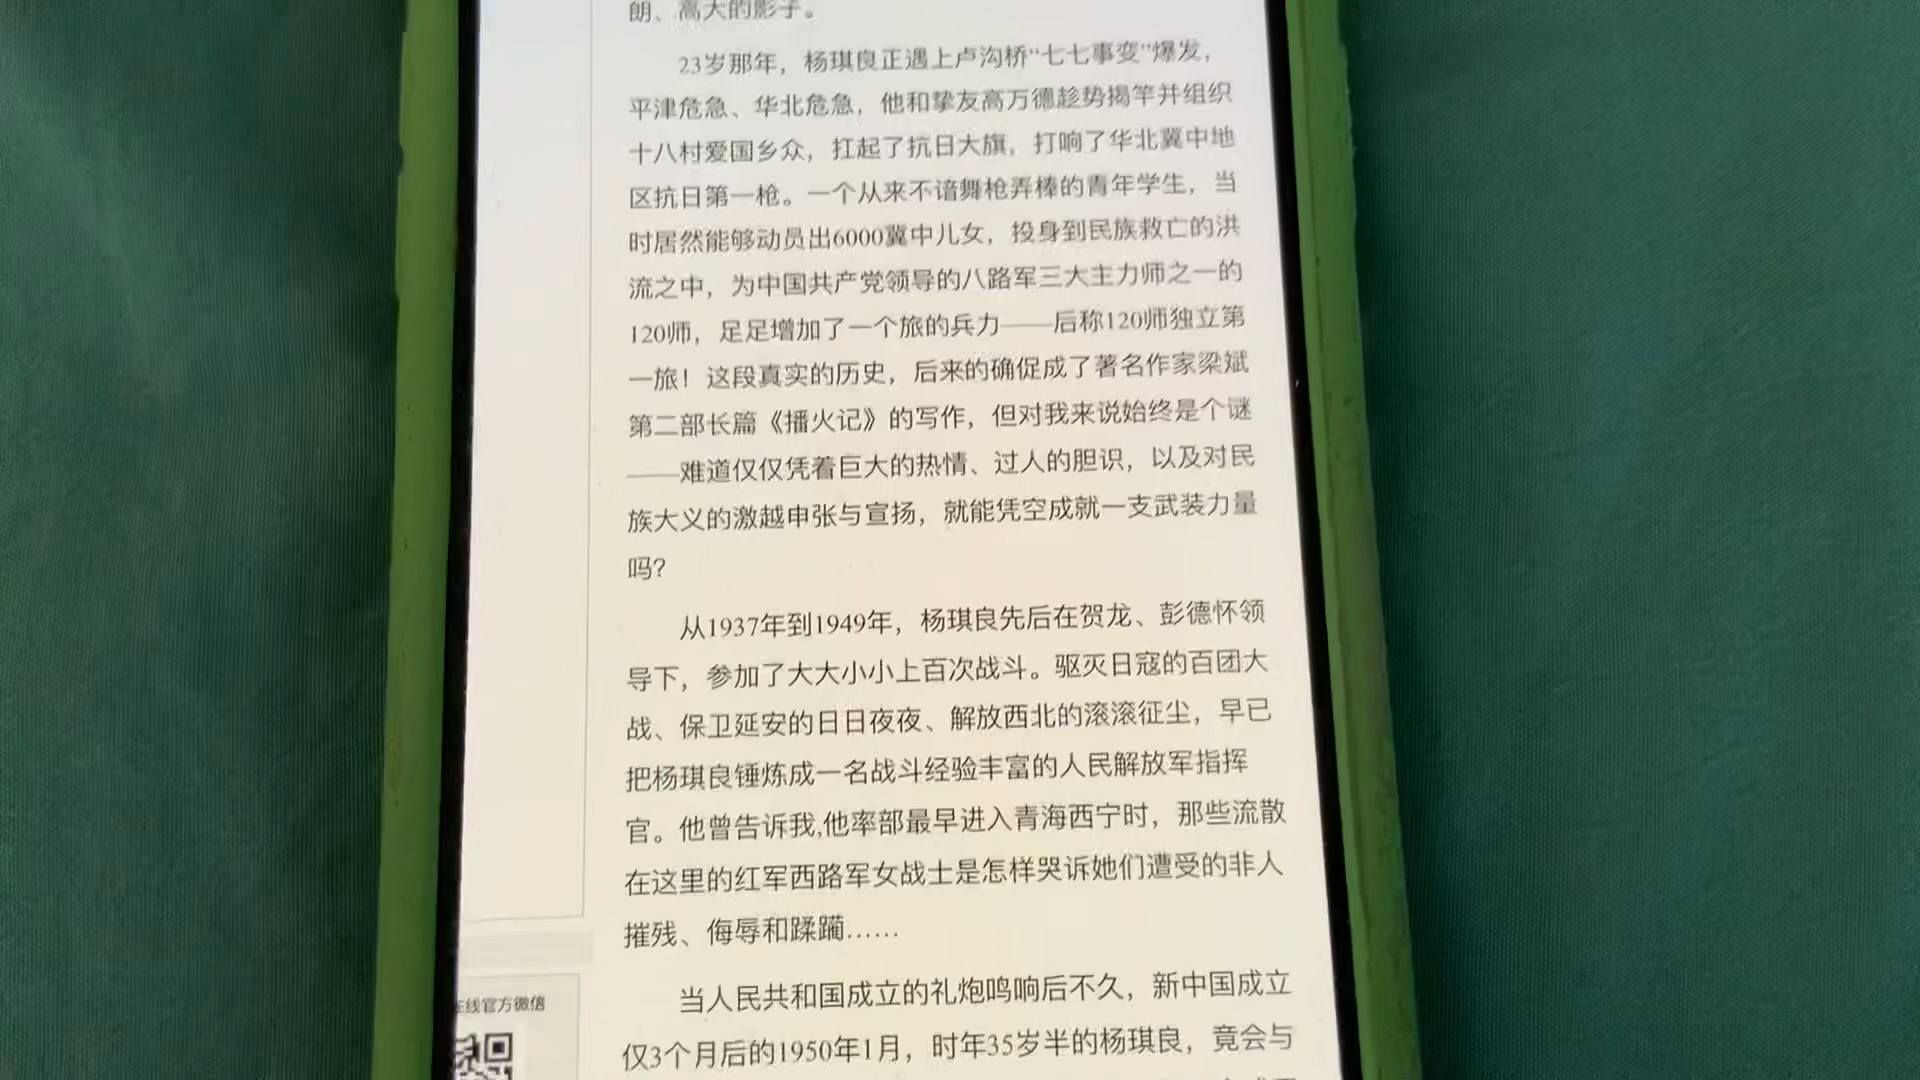 朗、高大的影子。
23岁那年，杨琪良正遇上卢沟桥“七七事变”爆发，
平津危急、华北危急，他和挚友高万德趁势揭竿并组织
十八村爱国乡众，扛起了抗日大旗，打响了华北冀中地
区抗日第一枪。一个从来不谙舞枪弄棒的青年学生，当
时居然能够动员出6000冀中儿女，投身到民族救亡的洪
流之中，为中国共产党领导的八路军三大主力师之一的
120师，足足增加了一个旅的兵力——后称120师独立第
一旅！这段真实的历史，后来的确促成了著名作家梁斌
第二部长篇《播火记》的写作，但对我来说始终是个谜
——难道仅仅凭着巨大的热情、过人的胆识，以及对民
族大义的激越申张与宣扬，就能凭空成就一支武装力量
吗？
从1937年到1949年，杨琪良先后在贺龙、彭德怀领
导下，参加了大大小小上百次战斗。驱灭日寇的百团大
战、保卫延安的日日夜夜、解放西北的滚滚征尘，早已
把杨琪良锤炼成一名战斗经验丰富的人民解放军指挥
官。他曾告诉我,他率部最早进入青海西宁时，那些流散
在这里的红军西路军女战士是怎样哭诉她们遭受的非人
摧残、侮辱和蹂躏……
当人民共和国成立的礼炮鸣响后不久，新中国成立
仅3个月后的1950年1月，时年35岁半的杨琪良，竟会与
在线官方微信